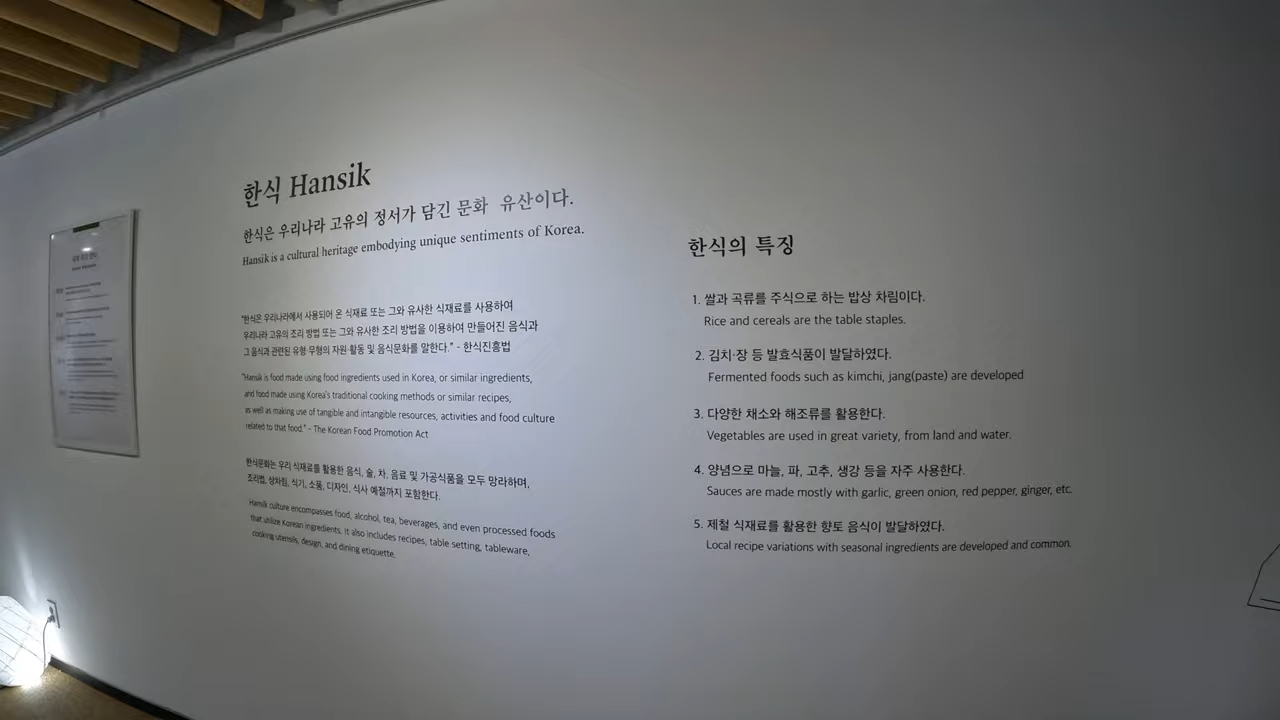 한식 Hansik
한식은 우리나라 고유의 정서가 담긴 문화 유산이다.
Hansik is a cultural heritage embodying unique sentiments of Korea.
"한식은 우리나라에서 사용되어 온 식재료 또는 그와 유사한 식재료를 사용하여
우리나라 고유의 조리 방법 또는 그와 유사한 조리 방법을 이용하여 만들어진 음식과
그 음식과 관련된 유형·무형의 자원·활동 및 음식문화를 말한다." - 한식진흥법
"Hansik is food made using food ingredients used in Korea, or similar ingredients,
and food made using Korea's traditional cooking methods or similar recipes,
as well as making use of tangible and intangible resources, activities and food culture
related to that food." - The Korean Food Promotion Act
한식문화는 우리 식재료를 활용한 음식, 술, 차, 음료 및 가공식품을 모두 망라하며,
조리법, 상차림, 식기, 소품, 디자인, 식사 예절까지 포함한다.
Hansik culture encompasses food, alcohol, tea, beverages, and even processed foods
that utilize Korean ingredients. It also includes recipes, table setting, tableware,
cooking utensils, design, and dining etiquette.
한식의 특징
1. 쌀과 곡류를 주식으로 하는 밥상 차림이다.
Rice and cereals are the table staples.
2. 김치·장 등 발효식품이 발달하였다.
Fermented foods such as kimchi, jang(paste) are developed
3. 다양한 채소와 해조류를 활용한다.
Vegetables are used in great variety, from land and water.
4. 양념으로 마늘, 파, 고추, 생강 등을 자주 사용한다.
Sauces are made mostly with garlic, green onion, red pepper, ginger, etc.
5. 제철 식재료를 활용한 향토 음식이 발달하였다.
Local recipe variations with seasonal ingredients are developed and common.